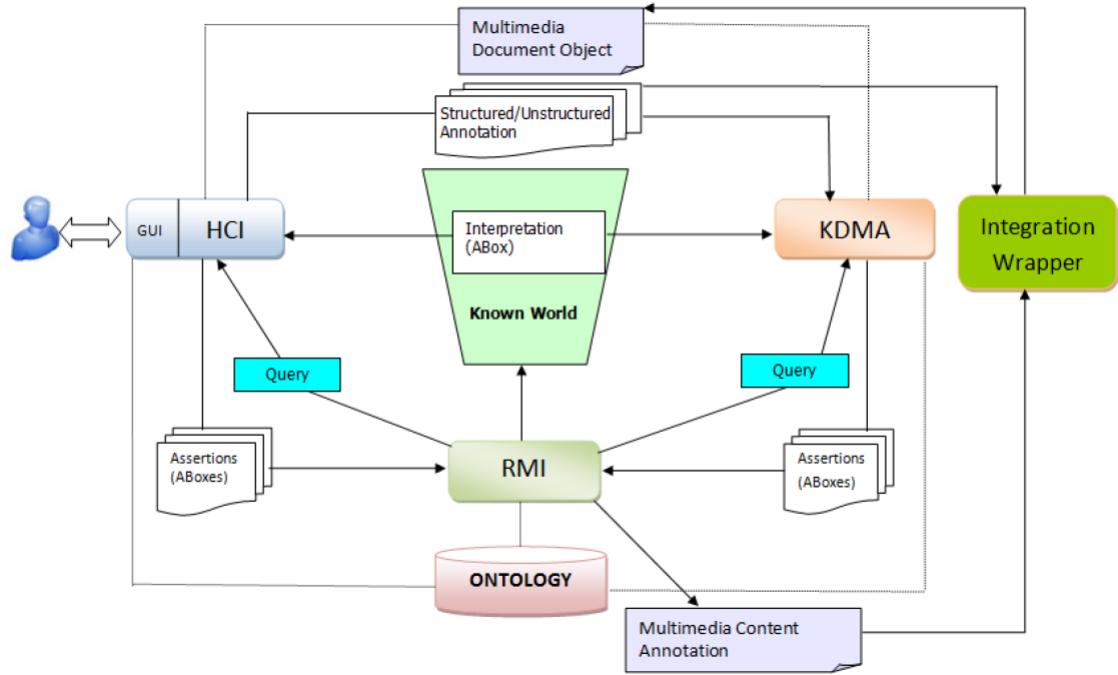 Multimedia
Document Object
Structured/Unstructured
Annotation
GUI
HCI
Interpretation
(ABox)
KDMA
Integration
Wrapper
Known World
Query
Query
Assertions
(ABoxes)
RMI
Assertions
(ABoxes)
ONTOLOGY
Multimedia Content
Annotation